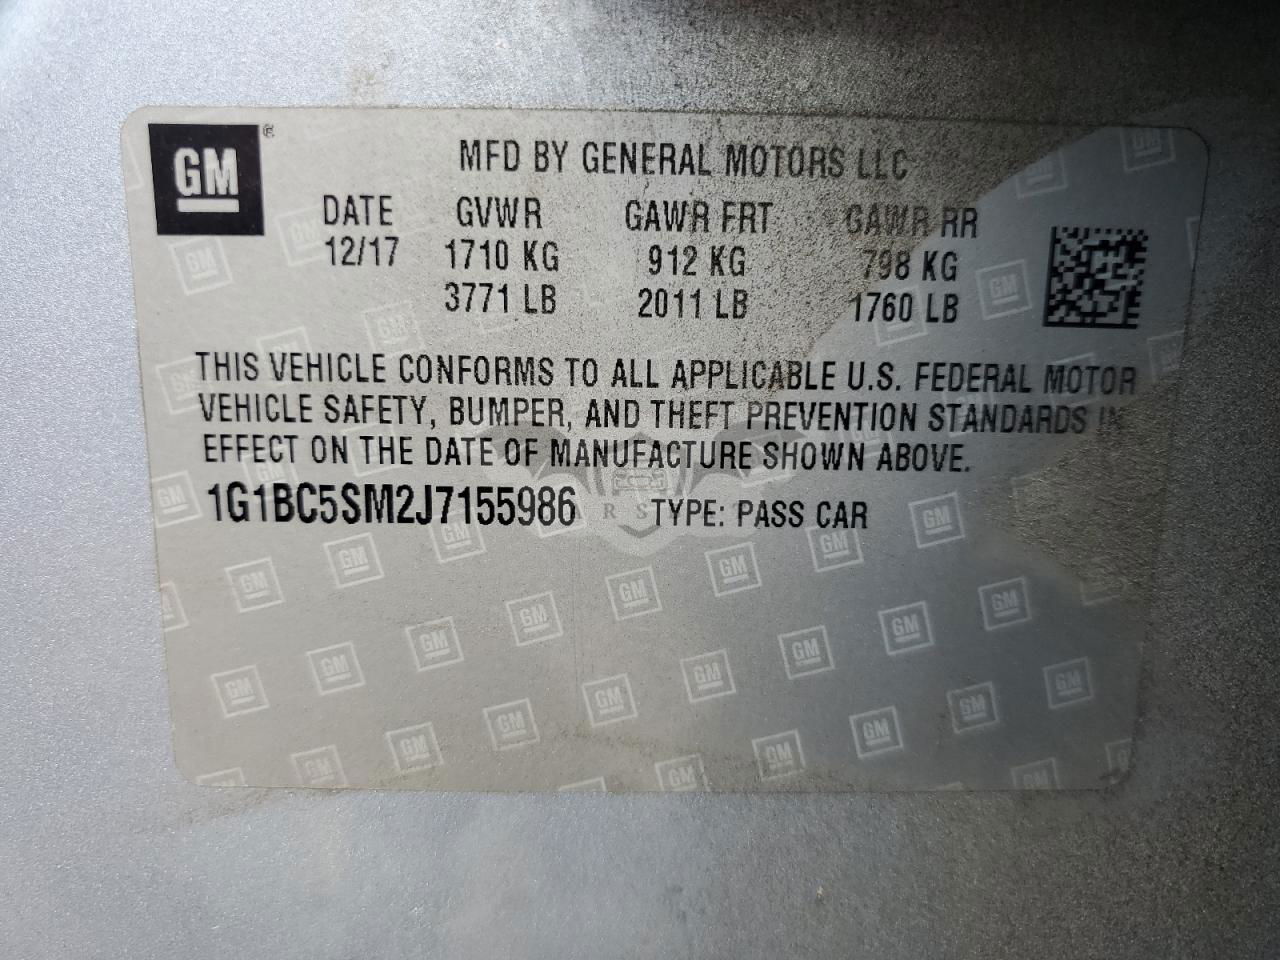 GM ®
MFD BY GENERAL MOTORS LLC
DATE GVWR GAWR FRT GAWR RR
12/17 1710 KG 912 KG 798 KG
3771 LB 2011 LB 1760 LB
THIS VEHICLE CONFORMS TO ALL APPLICABLE U.S. FEDERAL MOTOR
VEHICLE SAFETY, BUMPER, AND THEFT PREVENTION STANDARDS IN
EFFECT ON THE DATE OF MANUFACTURE SHOWN ABOVE.
1G1BC5SM2J7155986 TYPE: PASS CAR